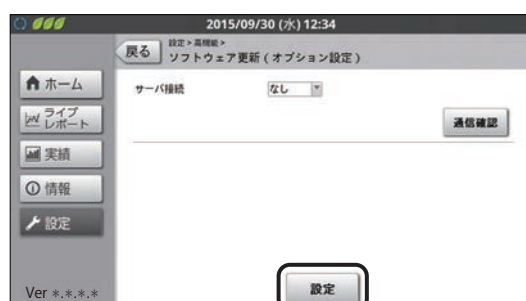 2015/09/30 (水) 12:34
戻る
設定 > 高機能 >
ソフトウェア更新 ( オプション設定 )
ホーム
ライブ
レポート
実績
情報
設定
Ver *.*.*.*
サーバ接続
なし
通信確認
設定